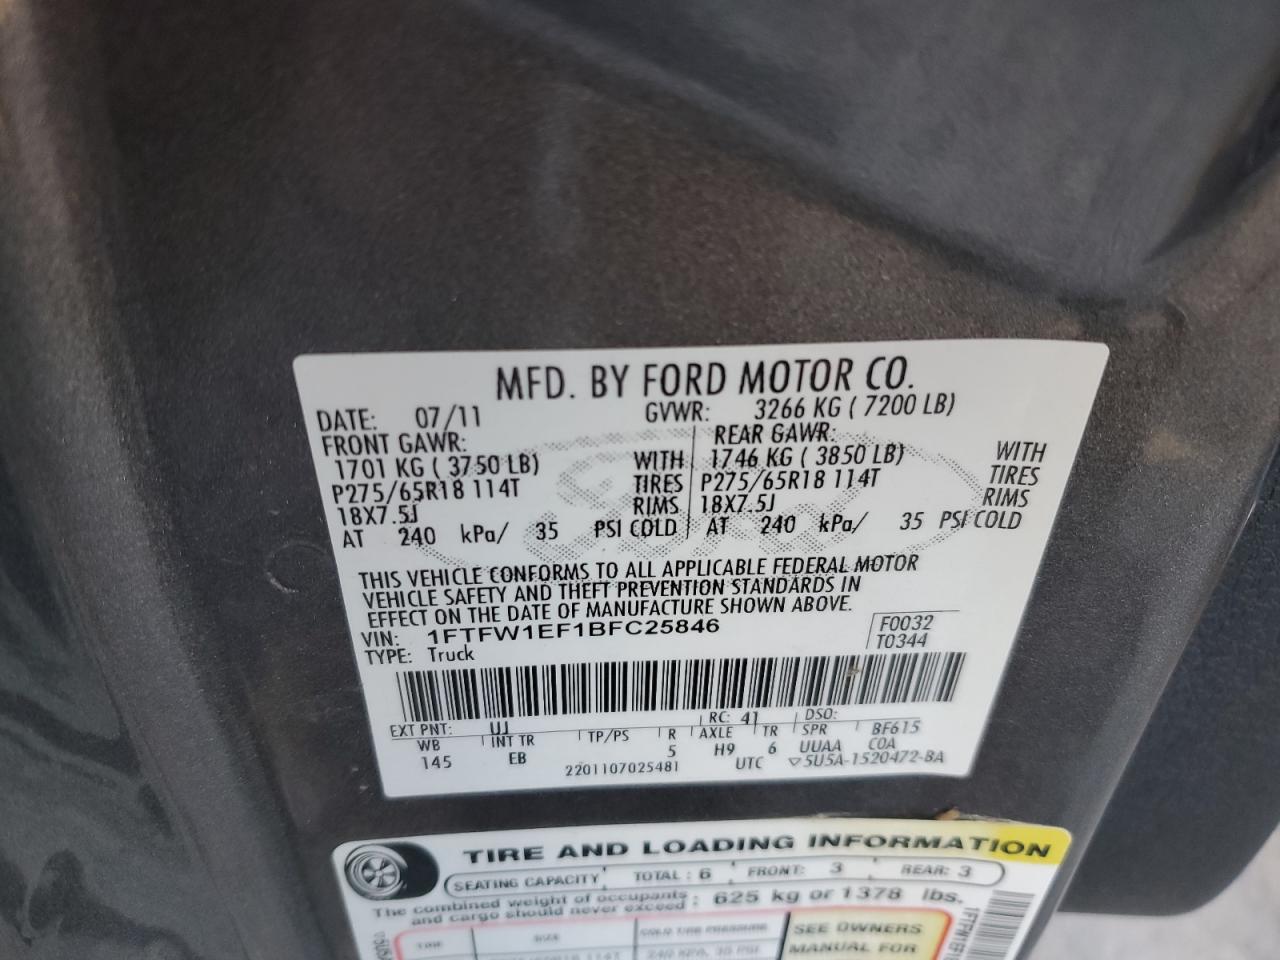 MFD. BY FORD MOTOR CO.
DATE: 07/11 GVWR: 3266 KG ( 7200 LB)
FRONT GAWR: REAR GAWR:
1701 KG ( 3750 LB) WITH 1746 KG ( 3850 LB) WITH
P275/65R18 114T TIRES P275/65R18 114T TIRES
18X7.5J RIMS 18X7.5J RIMS
AT 240 kPa/ 35 PSI COLD AT 240 kPa/ 35 PSI COLD
THIS VEHICLE CONFORMS TO ALL APPLICABLE FEDERAL MOTOR
VEHICLE SAFETY AND THEFT PREVENTION STANDARDS IN
EFFECT ON THE DATE OF MANUFACTURE SHOWN ABOVE.
VIN: 1FTFW1EF1BFC25846 F0032
TYPE: Truck T0344
EXT PNT: UJ RC: 41 DSO:
WB INT TR TP/PS R AXLE TR SPR BF615
145 EB 5 H9 6 UUAA C0A
2201107025481 UTC ▽5U5A-1520472-BA
TIRE AND LOADING INFORMATION
SEATING CAPACITY TOTAL : 6 FRONT: 3 REAR: 3
The combined weight of occupants
and cargo should never exceed : 625 kg or 1378 lbs.
TIRE SIZE COLD TIRE PRESSURE SEE OWNERS
MANUAL FOR